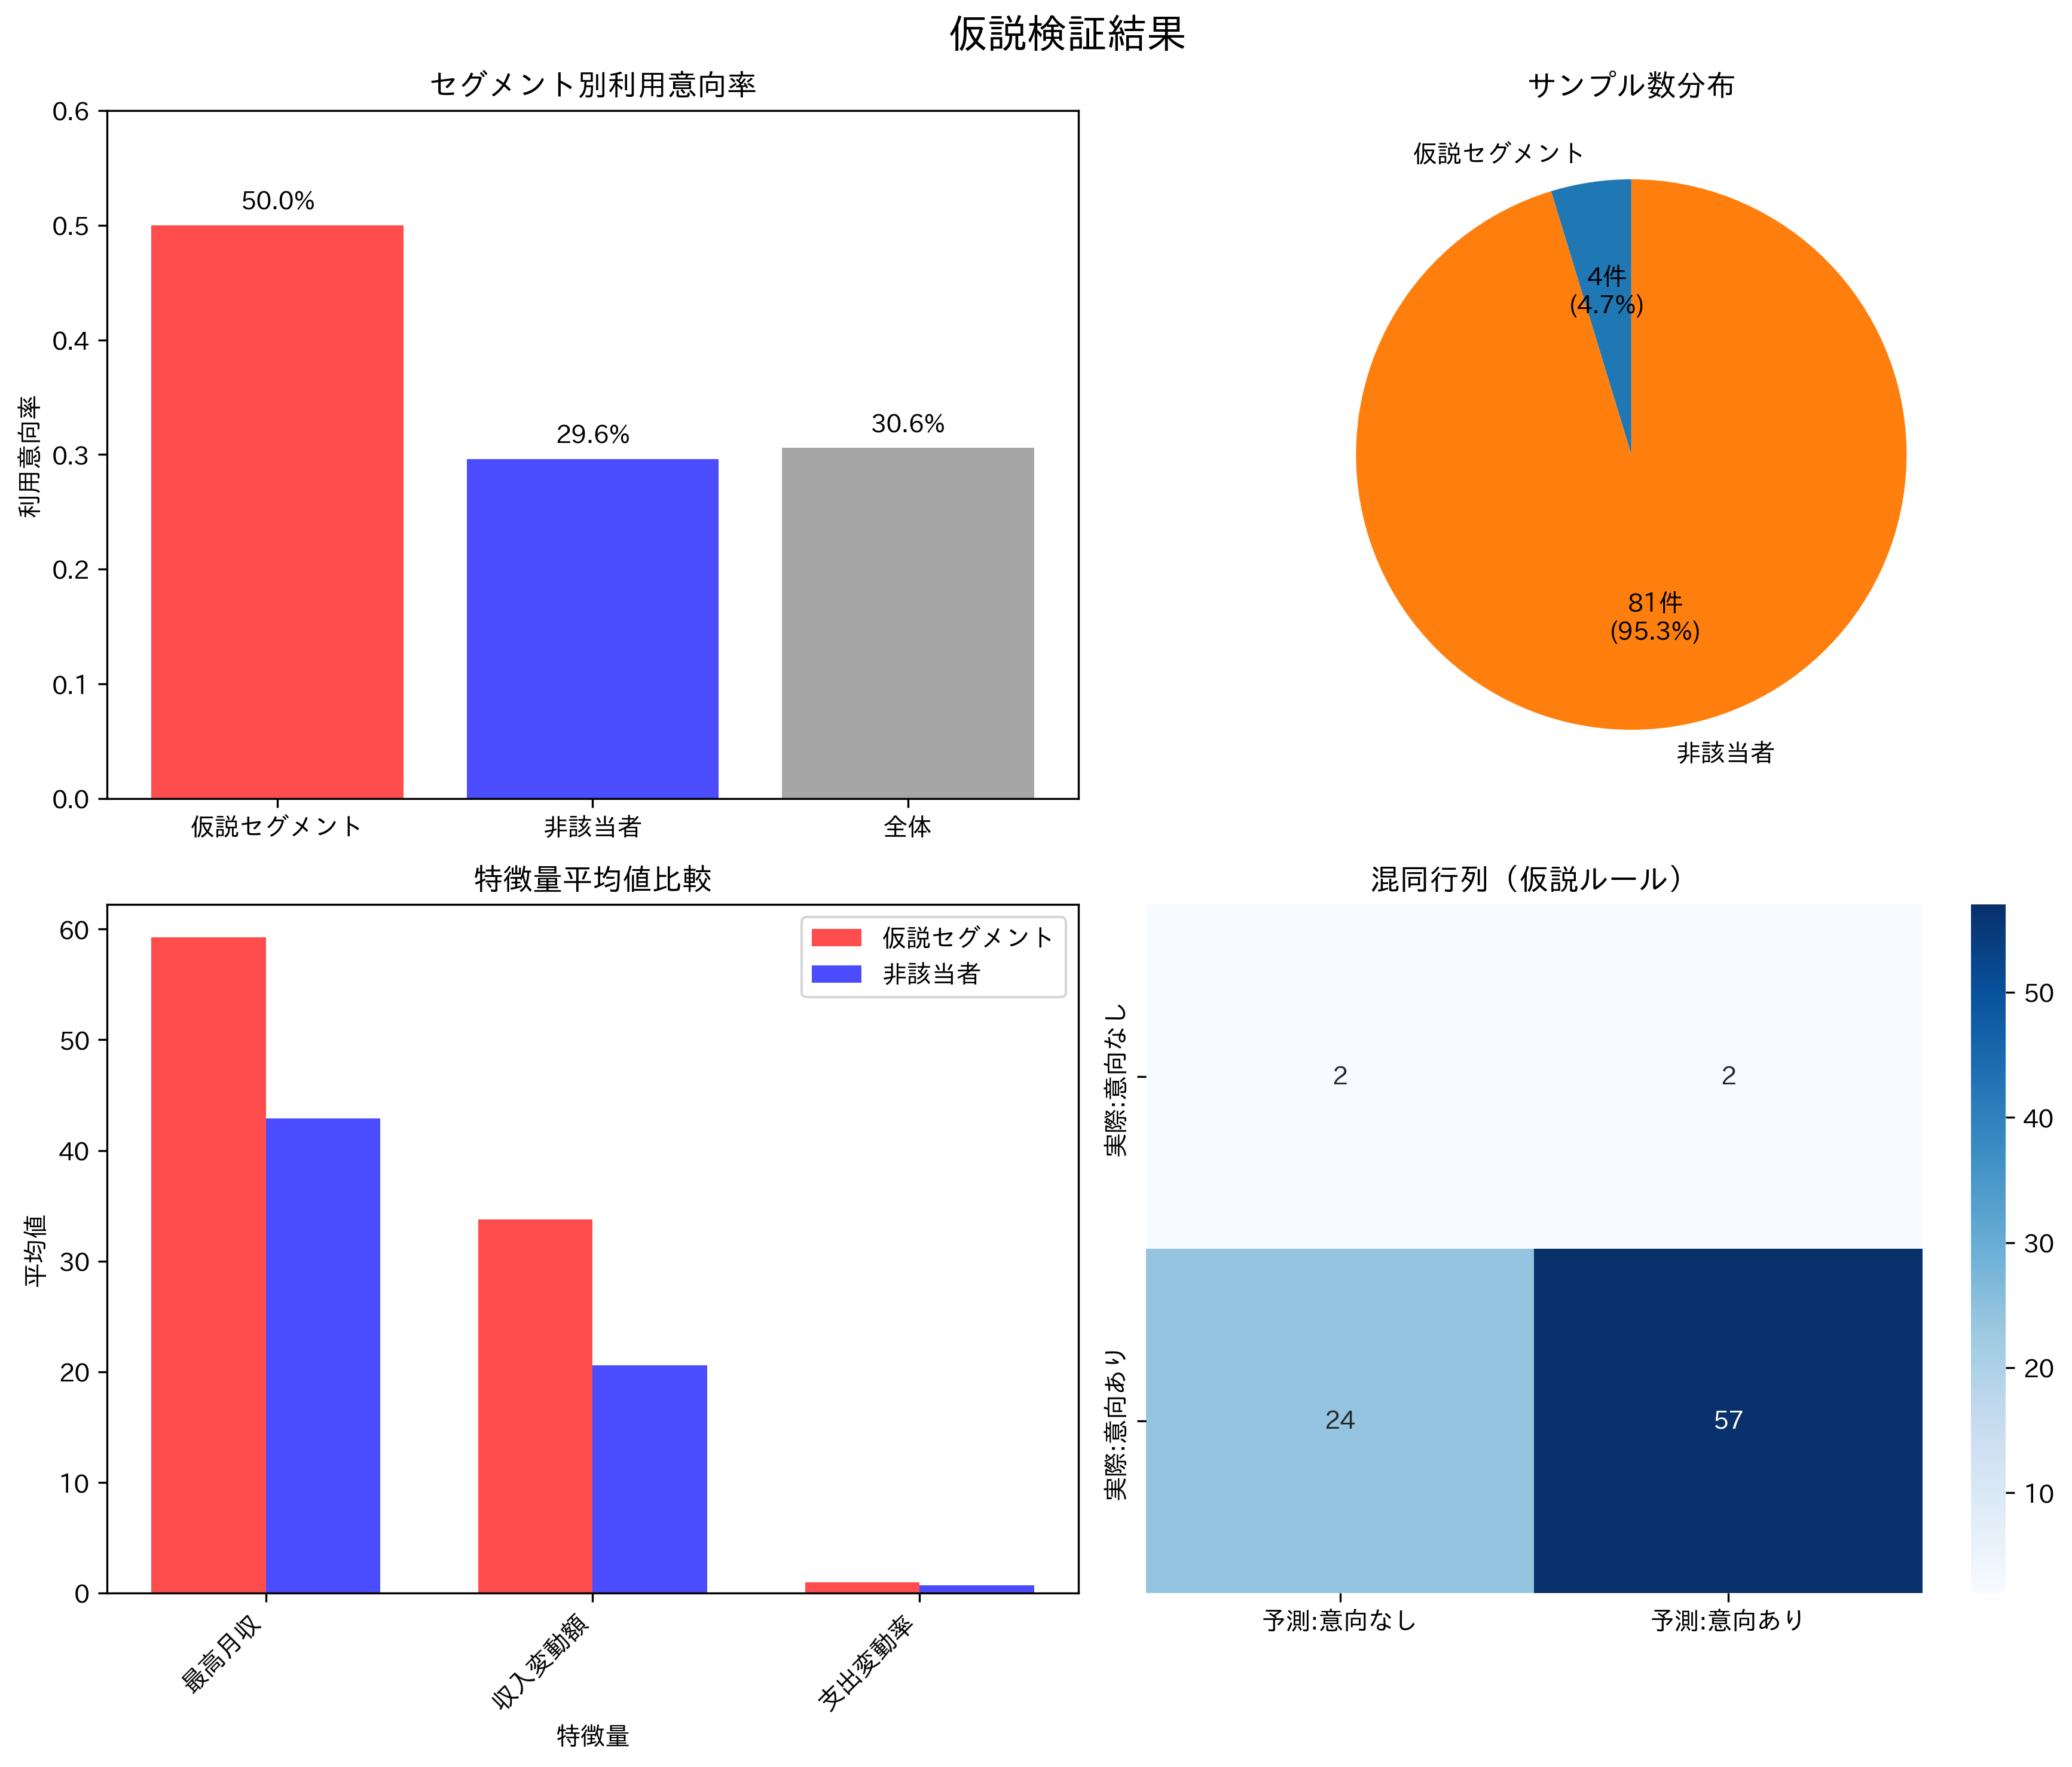 仮説検証結果
セグメント別利用意向率
利用意向率
0.6
0.5
0.4
0.3
0.2
0.1
0.0
50.0%
29.6%
30.6%
仮説セグメント
非該当者
全体
サンプル数分布
仮説セグメント
4件
(4.7%)
81件
(95.3%)
非該当者
特徴量平均値比較
平均値
60
50
40
30
20
10
0
仮説セグメント
非該当者
最高月収
収入変動額
支出変動率
特徴量
混同行列（仮説ルール）
実際:意向なし
実際:意向あり
2
2
24
57
予測:意向なし
予測:意向あり
50
40
30
20
10